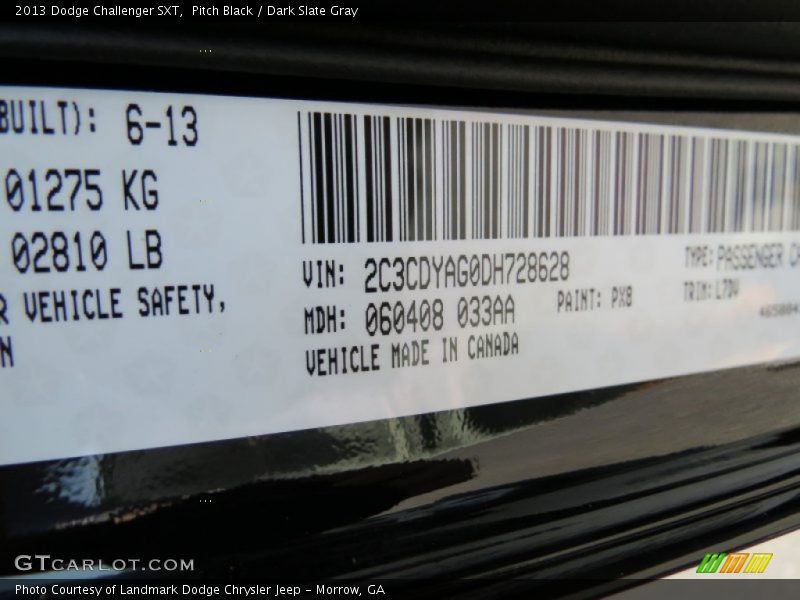 2013 Dodge Challenger SXT,  Pitch Black / Dark Slate Gray
BUILT): 6-13
01275 KG
02810 LB
R VEHICLE SAFETY,
N
VIN: 2C3CDYAG0DH728628
TYPE: PASSENGER CA
MDH: 060408 033AA
PAINT: PX8
TRIM: L7DV
VEHICLE MADE IN CANADA
GTCARLOT.COM
Photo Courtesy of Landmark Dodge Chrysler Jeep - Morrow, GA